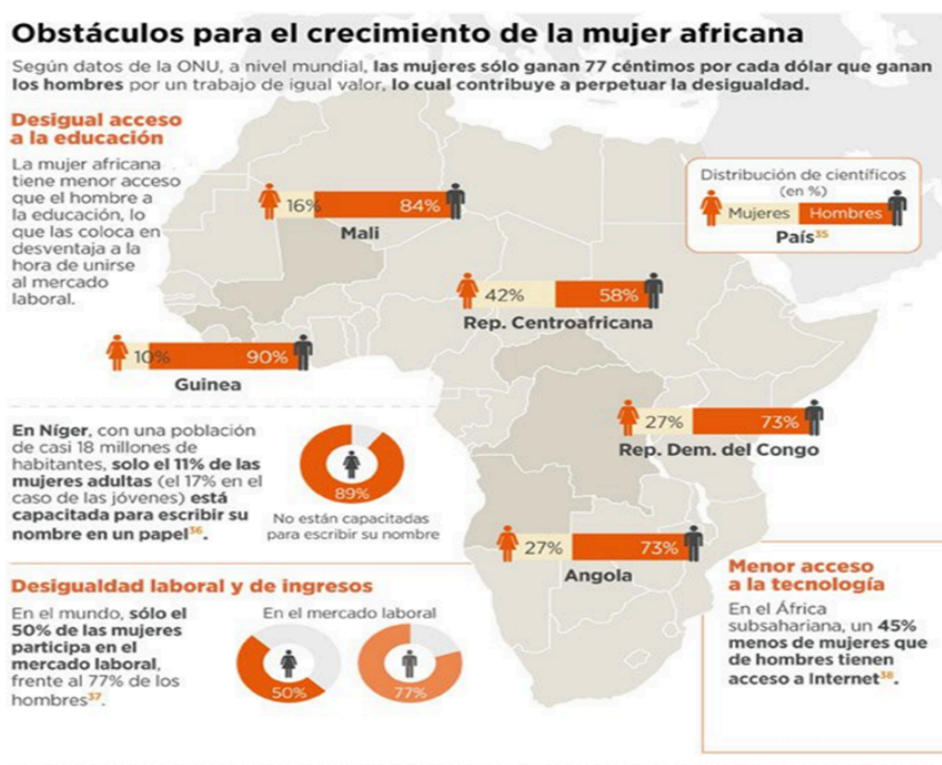 Obstáculos para el crecimiento de la mujer africana
Según datos de la ONU, a nivel mundial, las mujeres sólo ganan 77 céntimos por cada dólar que ganan
los hombres por un trabajo de igual valor, lo cual contribuye a perpetuar la desigualdad.
Desigual acceso
a la educación
La mujer africana
tiene menor acceso
que el hombre a
la educación, lo
que las coloca en
desventaja a la
hora de unirse
al mercado
laboral.
Distribución de científicos
(en %)
Mujeres Hombres
País35
16% 84%
Mali
42% 58%
Rep. Centroafricana
10% 90%
Guinea
27% 73%
Rep. Dem. del Congo
27% 73%
Angola
En Níger, con una población
de casi 18 millones de
habitantes, solo el 11% de las
mujeres adultas (el 17% en el
caso de las jóvenes) está
capacitada para escribir su
nombre en un papel36.
89%
No están capacitadas
para escribir su nombre
Desigualdad laboral y de ingresos
En el mundo, sólo el
50% de las mujeres
participa en el
mercado laboral,
frente al 77% de los
hombres37.
En el mercado laboral
50% 77%
Menor acceso
a la tecnología
En el África
subsahariana, un 45%
menos de mujeres que
de hombres tienen
acceso a Internet38.